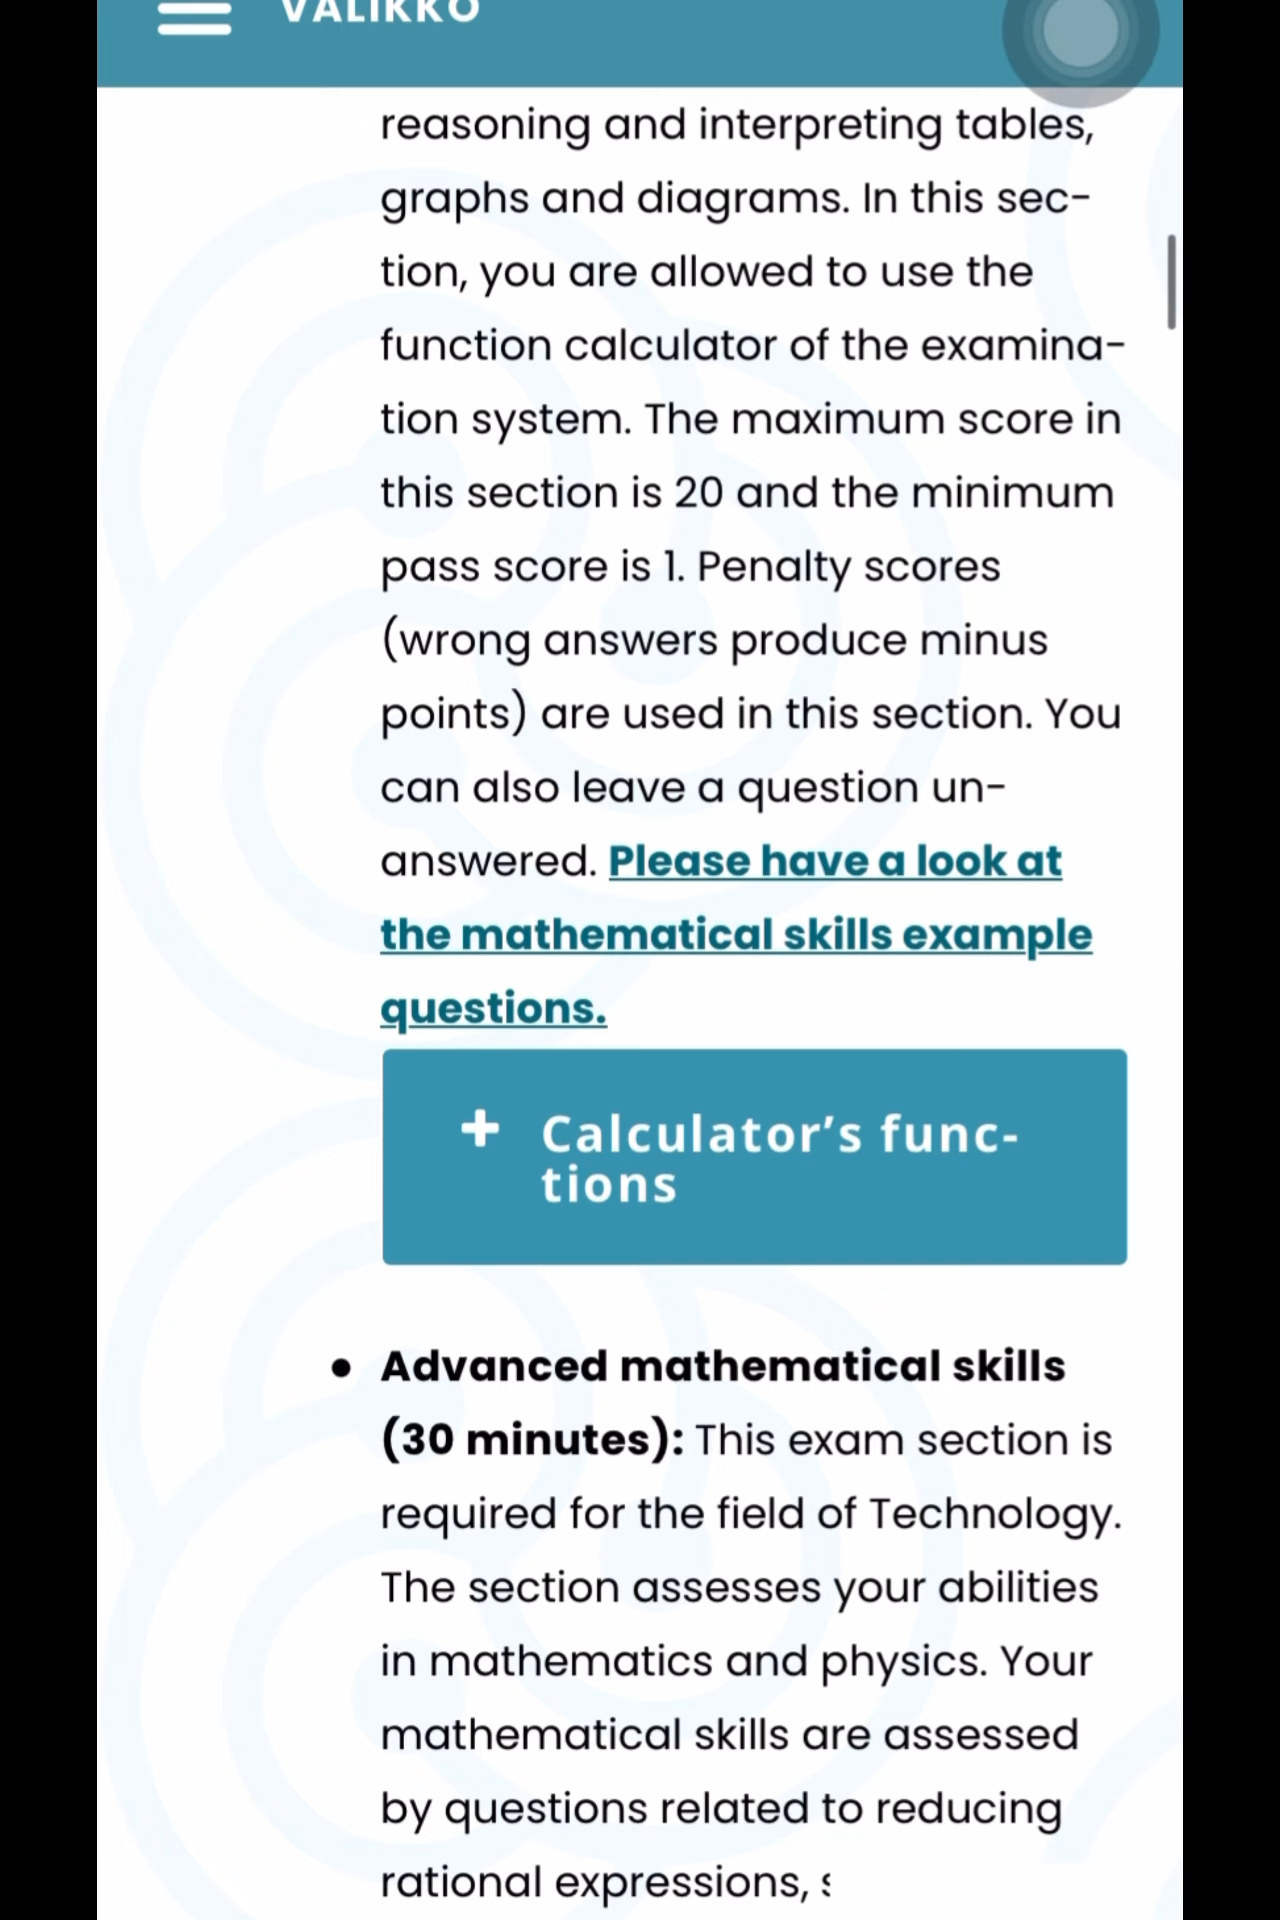 VALIKKO
reasoning and interpreting tables,
graphs and diagrams. In this sec-
tion, you are allowed to use the
function calculator of the examina-
tion system. The maximum score in
this section is 20 and the minimum
pass score is 1. Penalty scores
(wrong answers produce minus
points) are used in this section. You
can also leave a question un-
answered. Please have a look at
the mathematical skills example
questions.
+ Calculator’s func-
tions
• Advanced mathematical skills
(30 minutes): This exam section is
required for the field of Technology.
The section assesses your abilities
in mathematics and physics. Your
mathematical skills are assessed
by questions related to reducing
rational expressions,